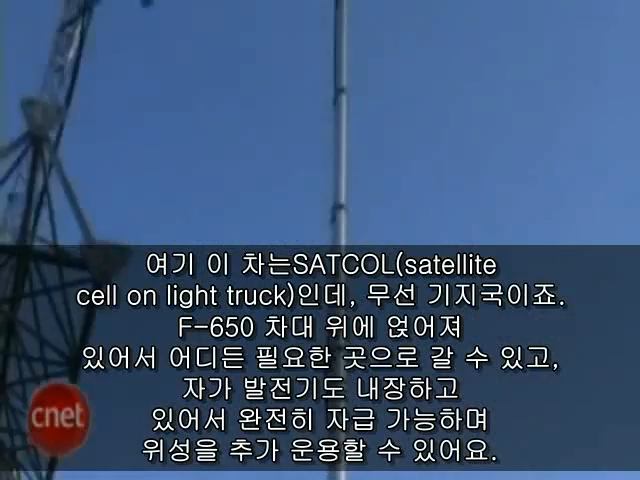 여기 이 차는SATCOL(satellite
cell on light truck)인데, 무선 기지국이죠.
F-650 차대 위에 얹어져
있어서 어디든 필요한 곳으로 갈 수 있고,
자가 발전기도 내장하고
있어서 완전히 자급 가능하며
위성을 추가 운용할 수 있어요.
cnet